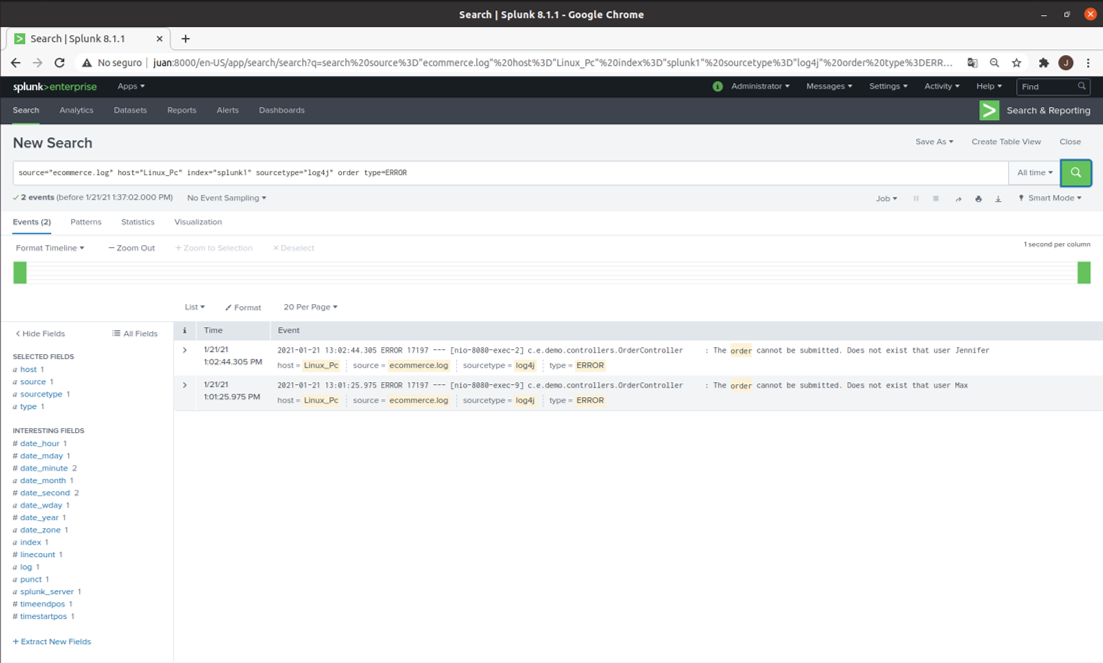 Search | Splunk 8.1.1 - Google Chrome
Search | Splunk 8.1.1
No seguro juan:8000/en-US/app/search/search?q=search%20source%3D"ecommerce.log"%20host%3D"Linux_Pc"%20index%3D"splunk1"%20sourcetype%3D"log4j"%20order%20type%3DERR...
splunk>enterprise Apps Administrator Messages Settings Activity Help Find
Search Analytics Datasets Reports Alerts Dashboards Search & Reporting
New Search Save As Create Table View Close
source="ecommerce.log" host="Linux_Pc" index="splunk1" sourcetype="log4j" order type=ERROR All time
✓ 2 events (before 1/21/21 1:37:02.000 PM) No Event Sampling Job Smart Mode
Events (2) Patterns Statistics Visualization
Format Timeline — Zoom Out + Zoom to Selection × Deselect 1 second per column
List Format 20 Per Page
< Hide Fields All Fields i Time Event
SELECTED FIELDS
a host 1
a source 1
a sourcetype 1
a type 1
INTERESTING FIELDS
# date_hour 1
# date_mday 1
# date_minute 2
a date_month 1
# date_second 2
a date_wday 1
# date_year 1
a date_zone 1
a index 1
# linecount 1
a log 1
a punct 1
a splunk_server 1
# timeendpos 1
# timestartpos 1
+ Extract New Fields
> 1/21/21 2021-01-21 13:02:44.305 ERROR 17197 --- [nio-8080-exec-2] c.e.demo.controllers.OrderController : The order cannot be submitted. Does not exist that user Jennifer
1:02:44.305 PM host = Linux_Pc source = ecommerce.log sourcetype = log4j type = ERROR
> 1/21/21 2021-01-21 13:01:25.975 ERROR 17197 --- [nio-8080-exec-9] c.e.demo.controllers.OrderController : The order cannot be submitted. Does not exist that user Max
1:01:25.975 PM host = Linux_Pc source = ecommerce.log sourcetype = log4j type = ERROR